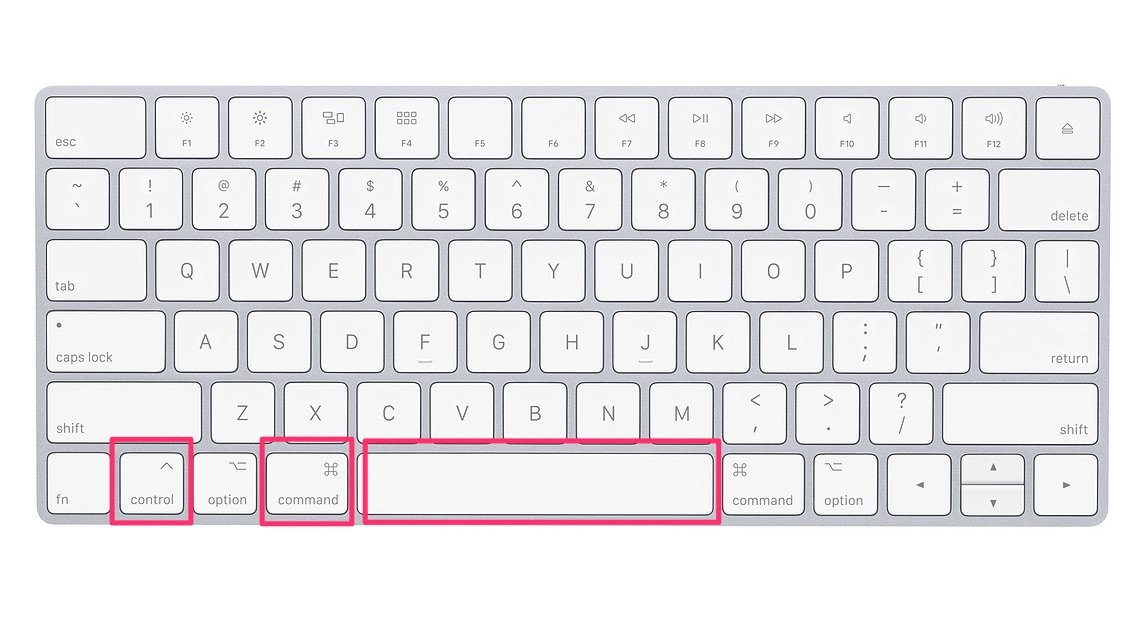 esc F1 F2 F3 F4 F5 F6 F7 F8 F9 F10 F11 F12
~ ! @ # $ % ^ & * ( ) — +
` 1 2 3 4 5 6 7 8 9 0 - = delete
tab Q W E R T Y U I O P { } |
[ ] \
caps lock A S D F G H J K L : "
; ' return
shift Z X C V B N M < > ?
, . / shift
^ ⌥ ⌘ ⌘ ⌥ ◄ ▲ ►
fn control option command command option ▼